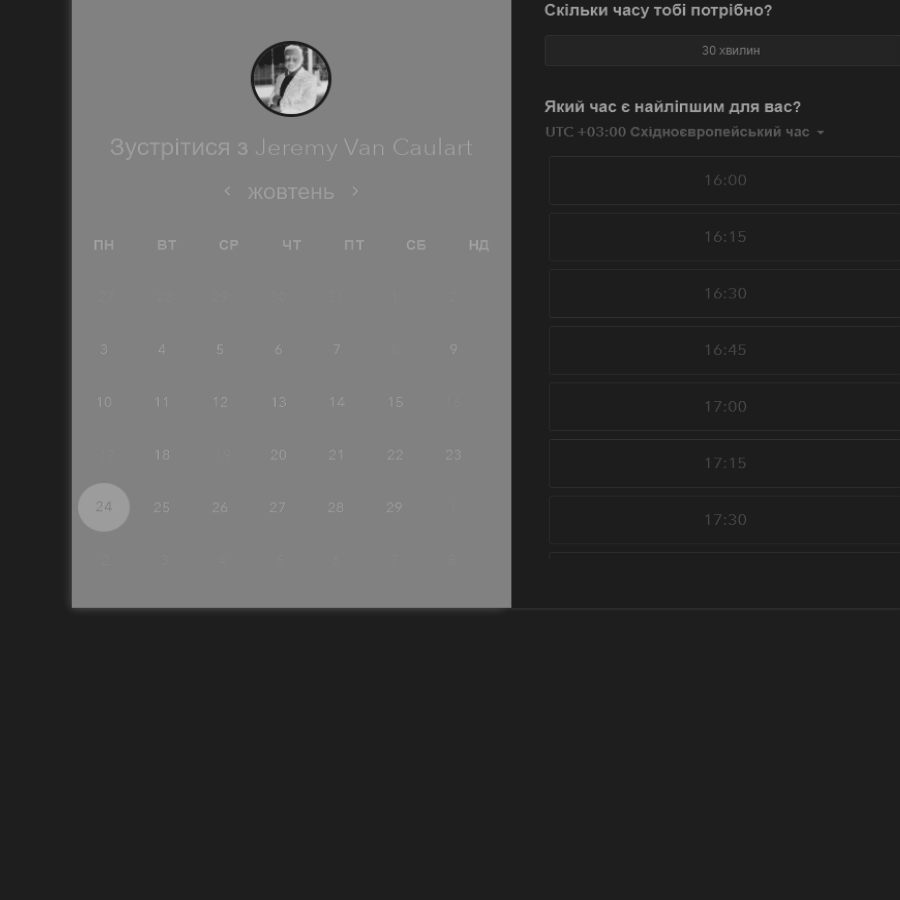 Зустрітися з Jeremy Van Caulart
жовтень
ПН ВТ СР ЧТ ПТ СБ НД
27 28 29 30 31 1 2
3 4 5 6 7 8 9
10 11 12 13 14 15 16
17 18 19 20 21 22 23
24 25 26 27 28 29 1
2 3 4 5 6 7 8
Скільки часу тобі потрібно?
30 хвилин
Який час є найліпшим для вас?
UTC +03:00 Східноєвропейський час
16:00
16:15
16:30
16:45
17:00
17:15
17:30